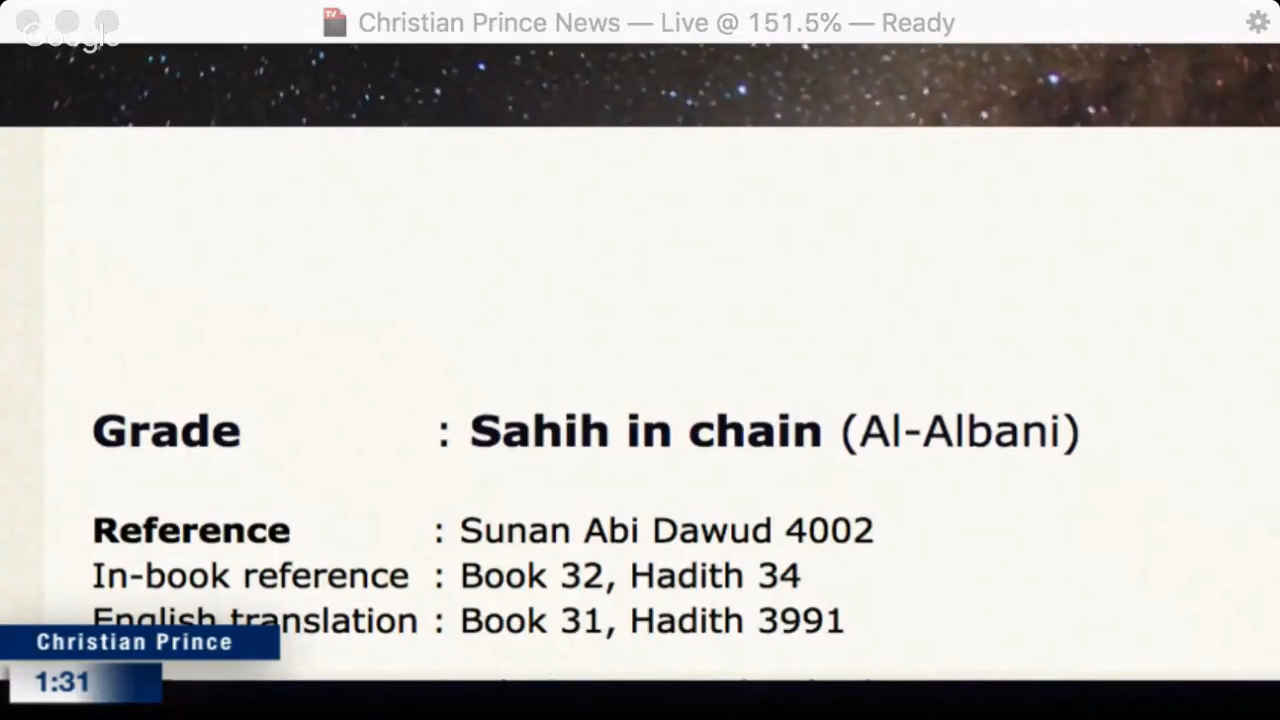 Christian Prince News — Live @ 151.5% — Ready
Google
Grade : Sahih in chain (Al-Albani)
Reference : Sunan Abi Dawud 4002
In-book reference : Book 32, Hadith 34
English translation : Book 31, Hadith 3991
Christian Prince
1:31